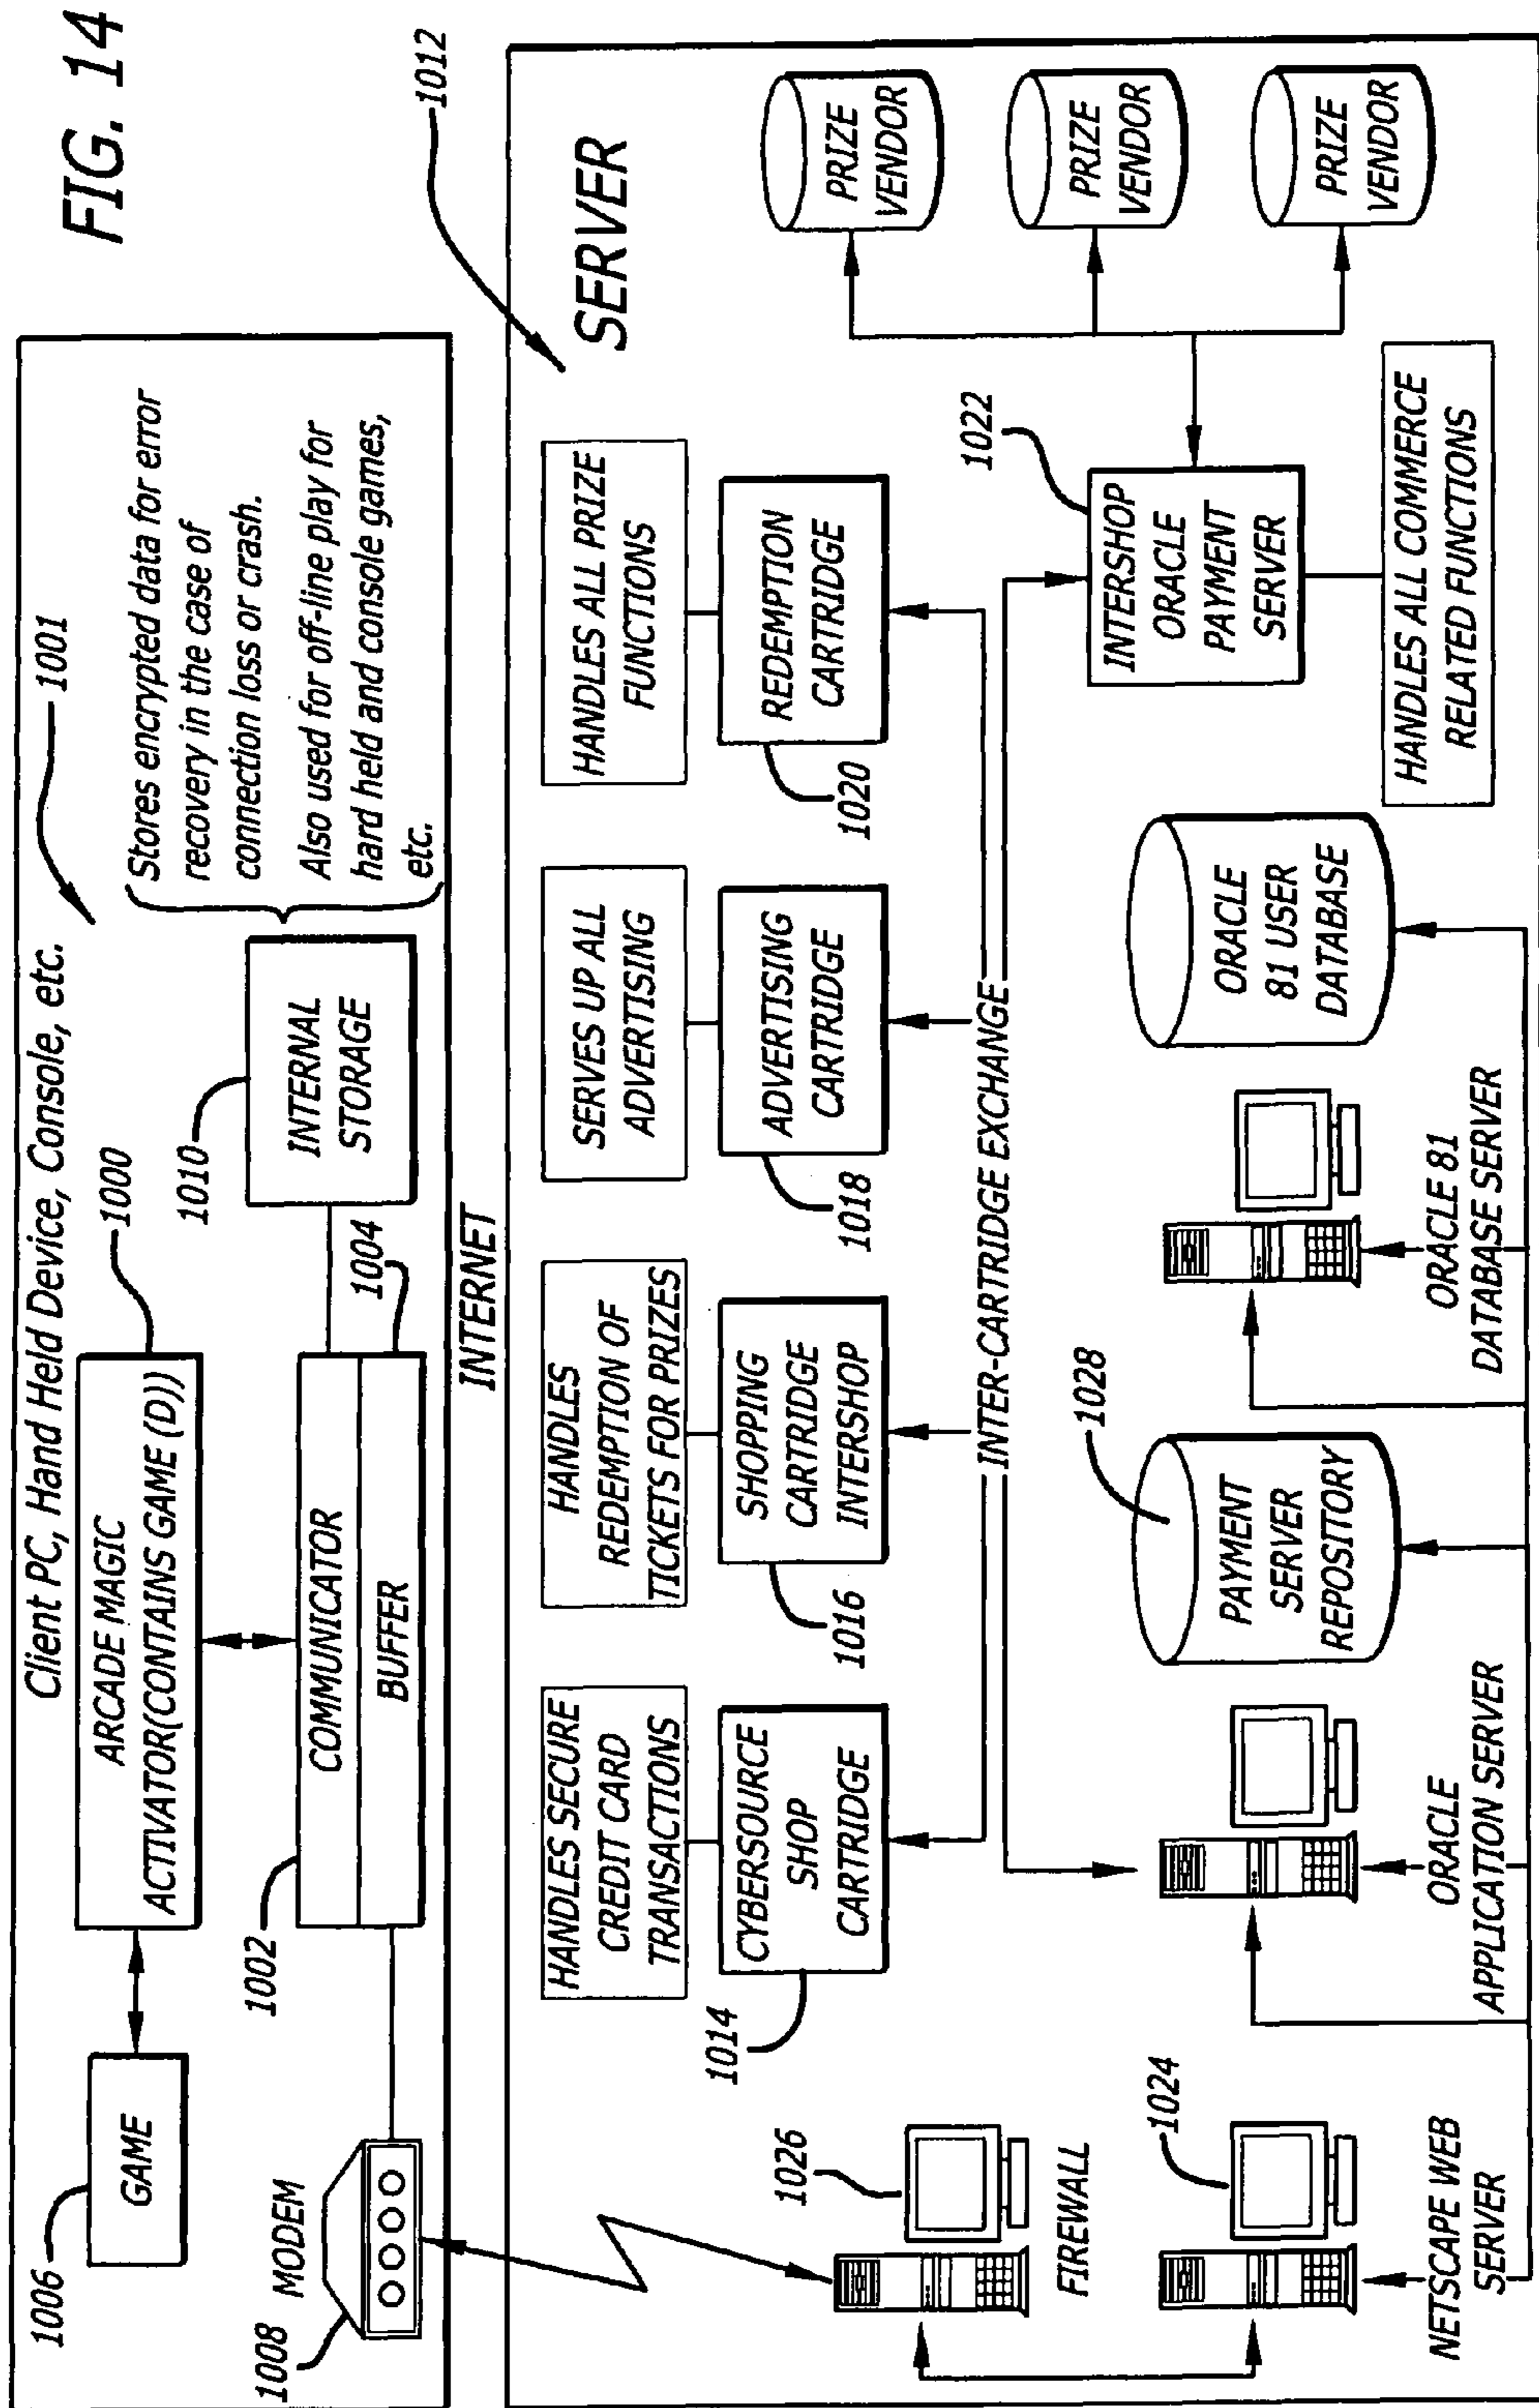 FIG. 14
Client PC, Hand Held Device, Console, etc.
1001
1006
GAME
ARCADE MAGIC
ACTIVATOR(CONTAINS GAME (D))
1000
1010
INTERNAL
STORAGE
Stores encrypted data for error
recovery in the case of
connection loss or crash.
Also used for off-line play for
hard held and console games,
etc.
1008
MODEM
1002
COMMUNICATOR
BUFFER
1004
INTERNET
1012
SERVER
HANDLES SECURE
CREDIT CARD
TRANSACTIONS
HANDLES
REDEMPTION OF
TICKETS FOR PRIZES
SERVES UP ALL
ADVERTISING
HANDLES ALL PRIZE
FUNCTIONS
CYBERSOURCE
SHOP
CARTRIDGE
1014
SHOPPING
CARTRIDGE
INTERSHOP
1016
ADVERTISING
CARTRIDGE
1018
REDEMPTION
CARTRIDGE
1020
PRIZE
VENDOR
PRIZE
VENDOR
PRIZE
VENDOR
INTER-CARTRIDGE EXCHANGE
1022
INTERSHOP
ORACLE
PAYMENT
SERVER
HANDLES ALL COMMERCE
RELATED FUNCTIONS
1026
FIREWALL
1024
NETSCAPE WEB
SERVER
ORACLE
APPLICATION SERVER
1028
PAYMENT
SERVER
REPOSITORY
ORACLE 81
DATABASE SERVER
ORACLE
81 USER
DATABASE